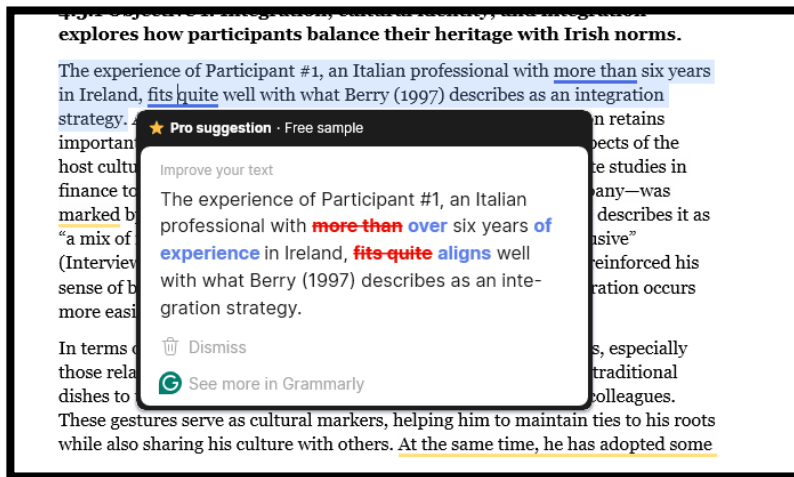 explores how participants balance their heritage with Irish norms.
The experience of Participant #1, an Italian professional with more than six years
in Ireland, fits quite well with what Berry (1997) describes as an integration
strategy.
Pro suggestion · Free sample
Improve your text
The experience of Participant #1, an Italian
professional with more than over six years of
experience in Ireland, fits quite aligns well
with what Berry (1997) describes as an inte-
gration strategy.
Dismiss
See more in Grammarly
retains
important
pects of the
host
te studies in
finance to
any—was
marked
describes it as
“a mix of
usive”
reinforced his
sense of
ration occurs
more
In terms
s, especially
those
traditional
dishes to
colleagues.
These gestures serve as cultural markers, helping him to maintain ties to his roots
while also sharing his culture with others. At the same time, he has adopted some